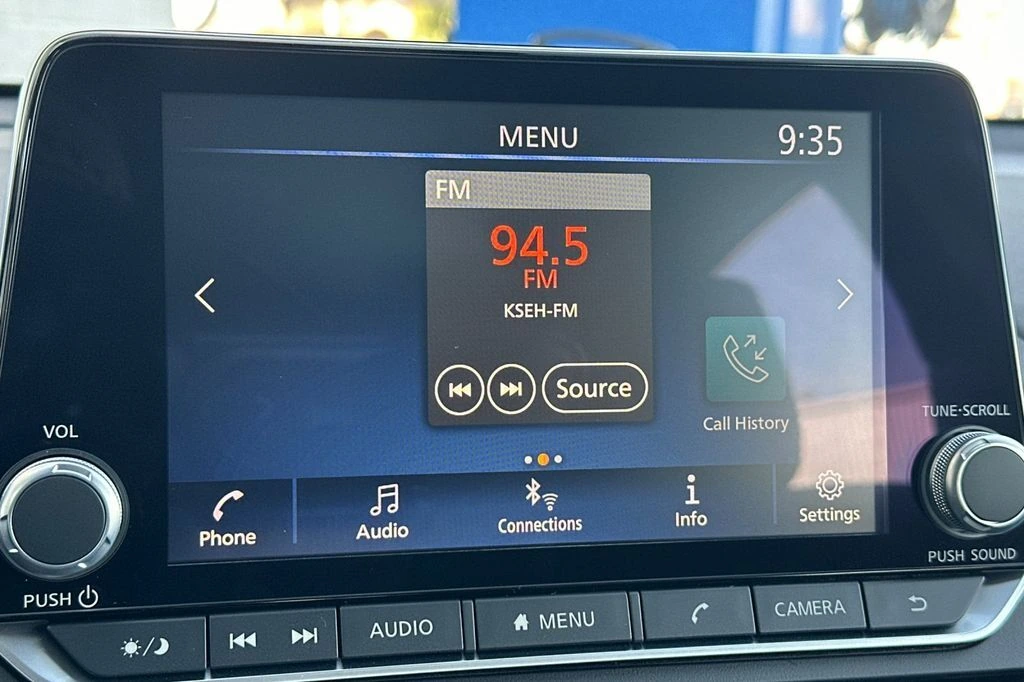 MENU
9:35
FM
94.5
FM
KSEH-FM
Source
Call History
VOL
TUNE·SCROLL
Phone
Audio
Connections
Info
Settings
PUSH
PUSH SOUND
AUDIO
MENU
CAMERA